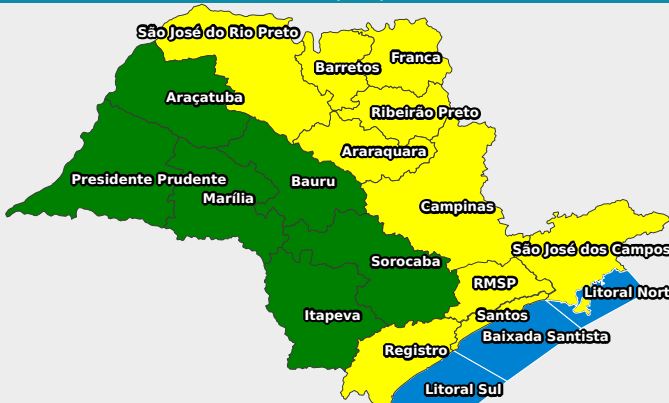 São José do Rio Preto
Barretos
Franca
Araçatuba
Ribeirão Preto
Araraquara
Presidente Prudente
Bauru
Marília
Campinas
São José dos Campos
Sorocaba
RMSP
Litoral Nort
Itapeva
Santos
Baixada Santista
Registro
Litoral Sul